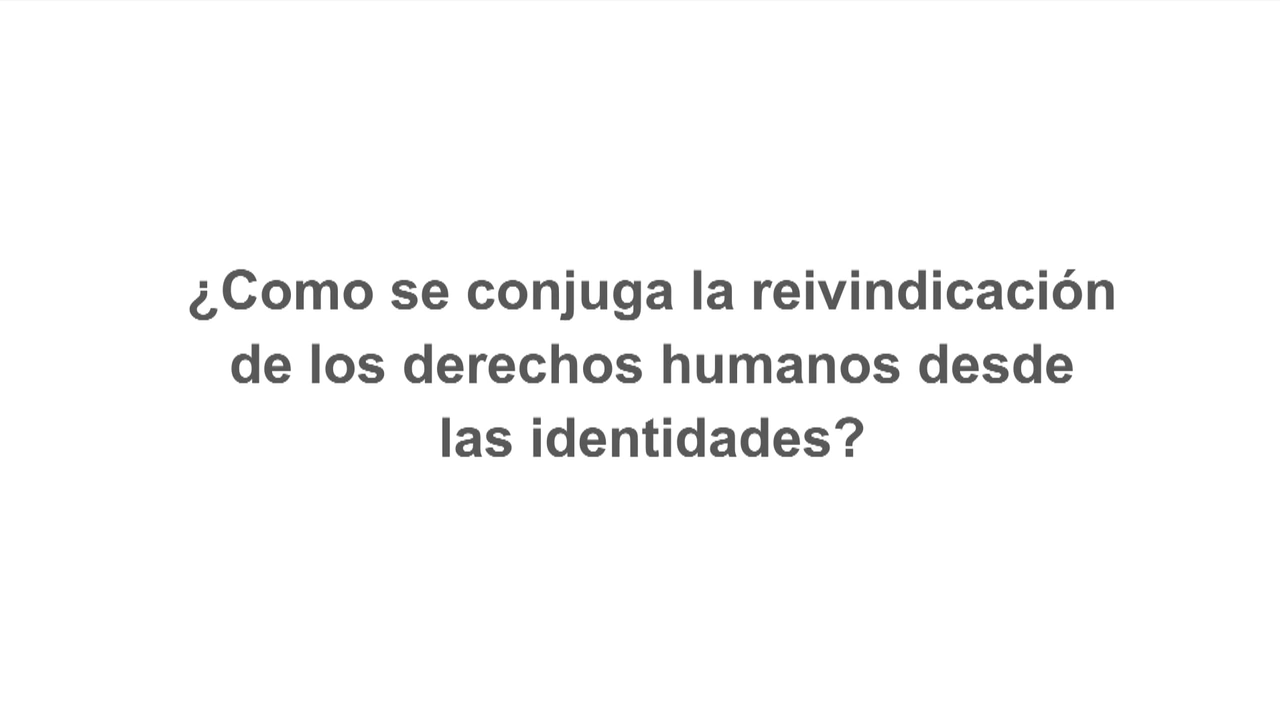 ¿Como se conjuga la reivindicación
de los derechos humanos desde
las identidades?